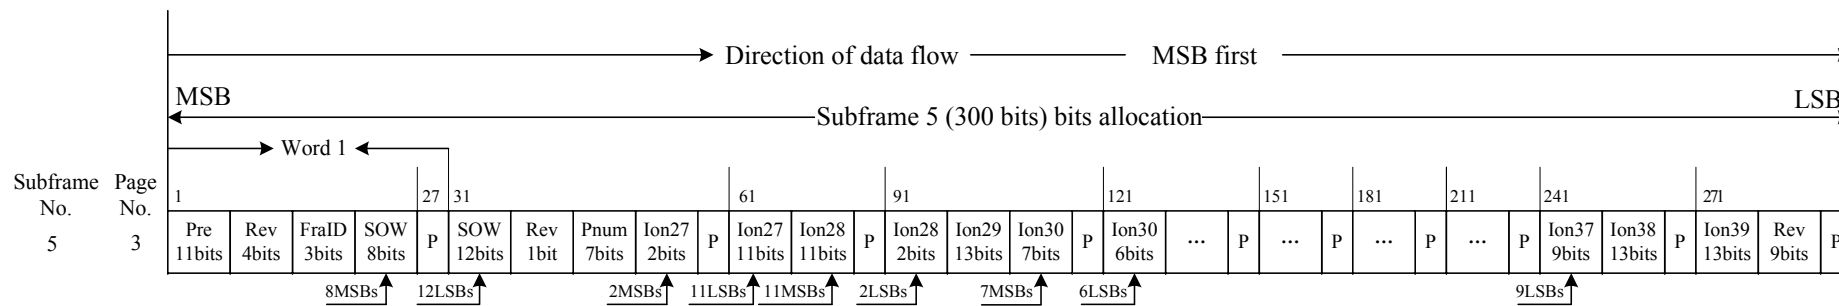 Direction of data flow MSB first
MSB LSB
Subframe 5 (300 bits) bits allocation
Word 1
Subframe No. Page No. 1 27 31 61 91 121 151 181 211 241 271
5 3 Pre 11bits Rev 4bits FraID 3bits SOW 8bits P SOW 12bits Rev 1bit Pnum 7bits Ion27 2bits P Ion27 11bits Ion28 11bits P Ion28 2bits Ion29 13bits Ion30 7bits P Ion30 6bits ... P ... P ... P ... P Ion37 9bits Ion38 13bits P Ion39 13bits Rev 9bits P
8MSBs 12LSBs 2MSBs 11LSBs 11MSBs 2LSBs 7MSBs 6LSBs 9LSBs